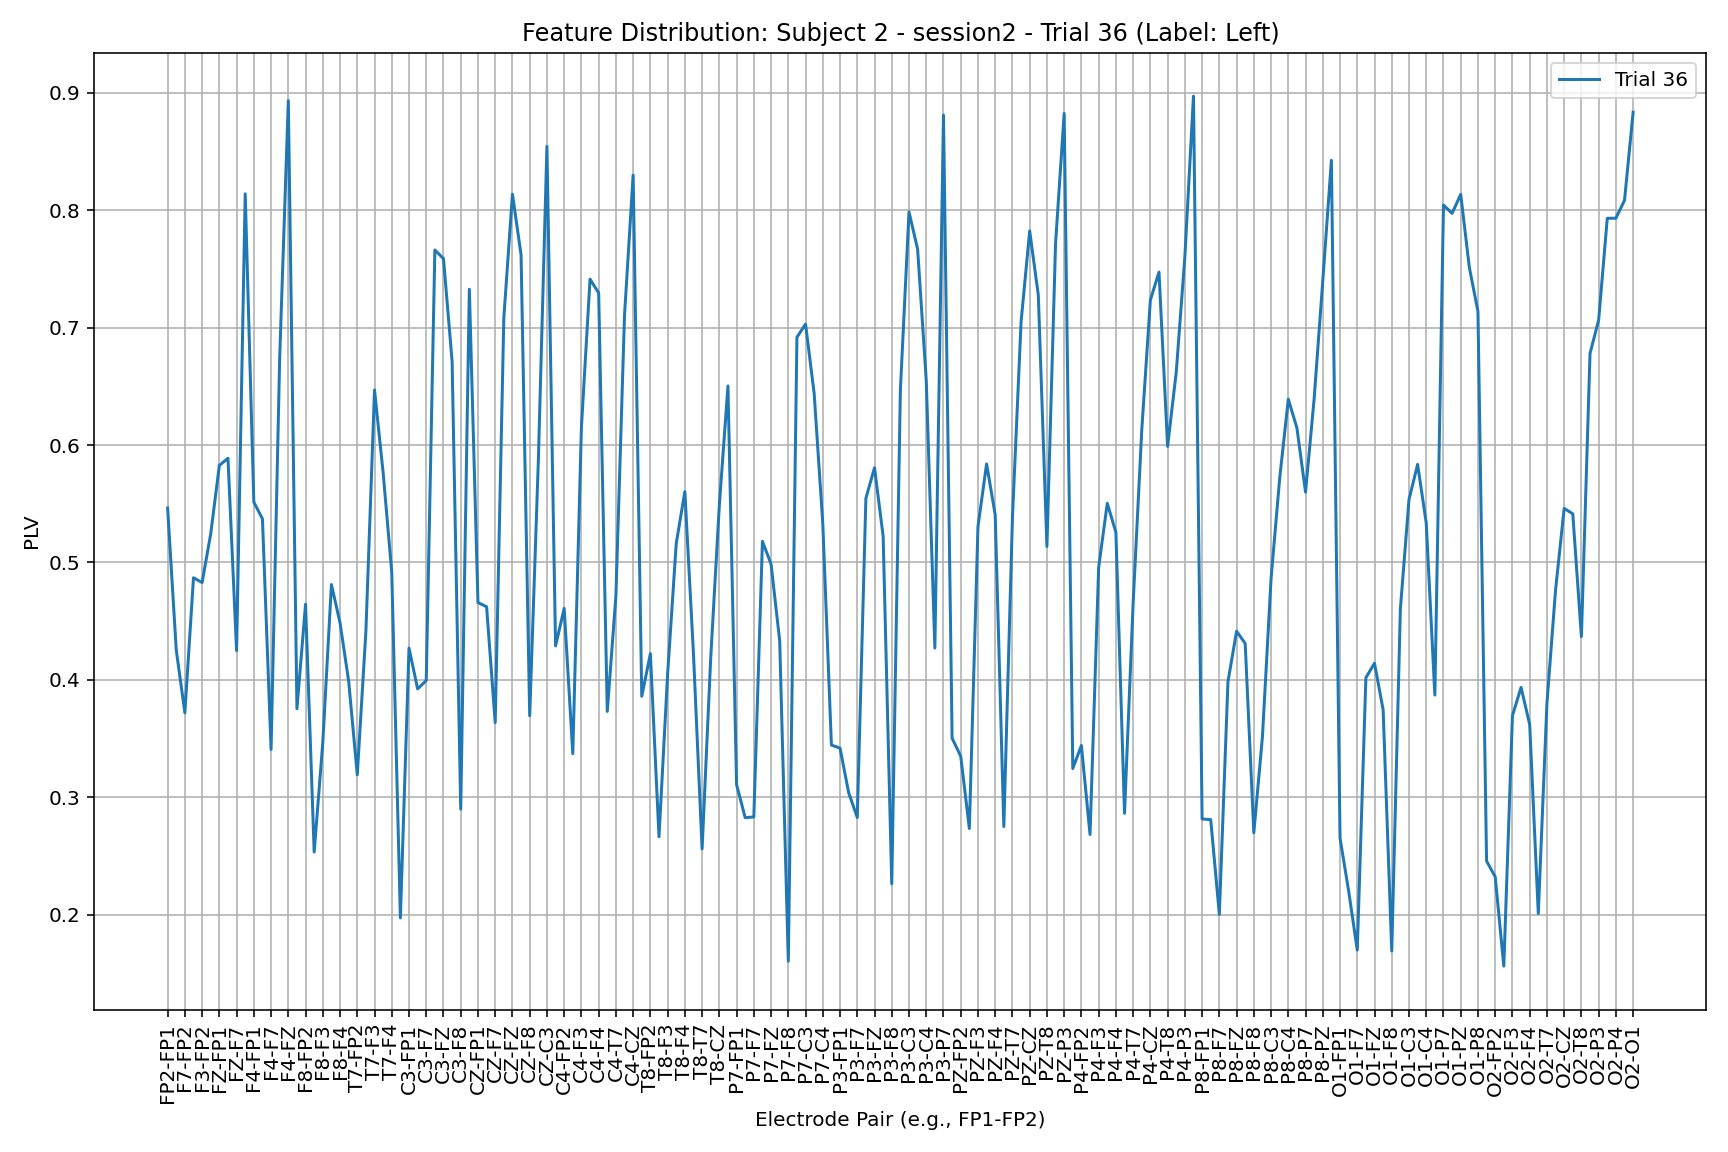 Feature Distribution: Subject 2 - session2 - Trial 36 (Label: Left)
Trial 36
0.9
0.8
0.7
0.6
0.5
0.4
0.3
0.2
PLV
FP2-FP1
F7-FP2
F3-FP2
FZ-FP1
FZ-F7
F4-FP1
F4-F7
F4-FZ
F8-FP2
F8-F3
F8-F4
T7-FP2
T7-F3
T7-F4
C3-FP1
C3-F7
C3-FZ
C3-F8
CZ-FP1
CZ-F7
CZ-FZ
CZ-F8
CZ-C3
C4-FP2
C4-F3
C4-F4
C4-T7
C4-CZ
T8-FP2
T8-F3
T8-F4
T8-T7
T8-CZ
P7-FP1
P7-F7
P7-FZ
P7-F8
P7-C3
P7-C4
P3-FP1
P3-F7
P3-FZ
P3-F8
P3-C3
P3-C4
P3-P7
PZ-FP2
PZ-F3
PZ-F4
PZ-T7
PZ-CZ
PZ-T8
PZ-P3
P4-FP2
P4-F3
P4-F4
P4-T7
P4-CZ
P4-T8
P4-P3
P8-FP1
P8-F7
P8-FZ
P8-F8
P8-C3
P8-C4
P8-P7
P8-PZ
O1-FP1
O1-F7
O1-FZ
O1-F8
O1-C3
O1-C4
O1-P7
O1-PZ
O1-P8
O2-FP2
O2-F3
O2-F4
O2-T7
O2-CZ
O2-T8
O2-P3
O2-P4
O2-O1
Electrode Pair (e.g., FP1-FP2)